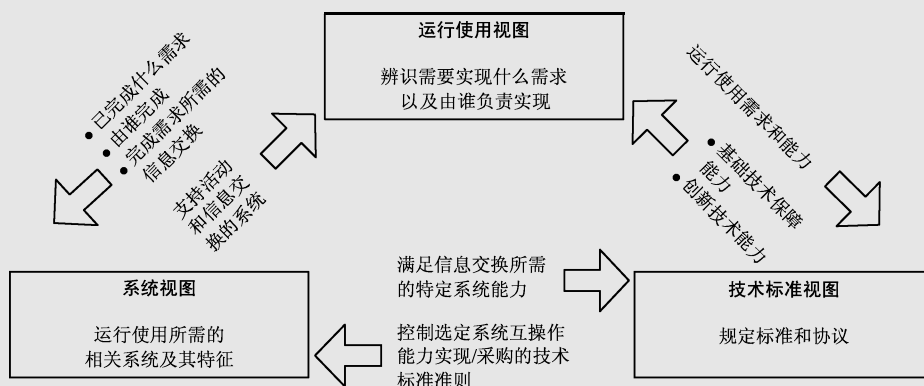 运行使用视图
辨识需要实现什么需求
以及由谁负责实现
● 已完成什么需求
● 由谁完成
● 完成需求所需的
信息交换
支持活动
和信息交
换的系统
运行使用需求和能力
● 基础技术保障
能力
● 创新技术能力
系统视图
运行使用所需的
相关系统及其特征
满足信息交换所需
的特定系统能力
控制选定系统互操作
能力实现/采购的技术
标准准则
技术标准视图
规定标准和协议